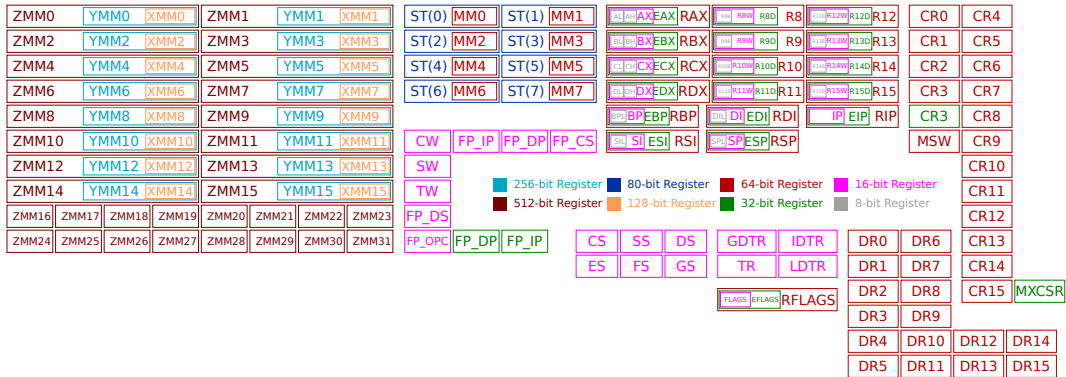 ZMM0 YMM0 XMM0 ZMM1 YMM1 XMM1 ST(0) MM0 ST(1) MM1 AL AH AX EAX RAX R8B R8W R8D R8 R12B R12W R12D R12 CR0 CR4
ZMM2 YMM2 XMM2 ZMM3 YMM3 XMM3 ST(2) MM2 ST(3) MM3 BL BH BX EBX RBX R9B R9W R9D R9 R13B R13W R13D R13 CR1 CR5
ZMM4 YMM4 XMM4 ZMM5 YMM5 XMM5 ST(4) MM4 ST(5) MM5 CL CH CX ECX RCX R10B R10W R10D R10 R14B R14W R14D R14 CR2 CR6
ZMM6 YMM6 XMM6 ZMM7 YMM7 XMM7 ST(6) MM6 ST(7) MM7 DL DH DX EDX RDX R11B R11W R11D R11 R15B R15W R15D R15 CR3 CR7
ZMM8 YMM8 XMM8 ZMM9 YMM9 XMM9 BPL BP EBP RBP DIL DI EDI RDI IP EIP RIP CR3 CR8
ZMM10 YMM10 XMM10 ZMM11 YMM11 XMM11 CW FP_IP FP_DP FP_CS SIL SI ESI RSI SPL SP ESP RSP MSW CR9
ZMM12 YMM12 XMM12 ZMM13 YMM13 XMM13 SW CR10
ZMM14 YMM14 XMM14 ZMM15 YMM15 XMM15 TW 256-bit Register 80-bit Register 64-bit Register 16-bit Register CR11
512-bit Register 128-bit Register 32-bit Register 8-bit Register
ZMM16 ZMM17 ZMM18 ZMM19 ZMM20 ZMM21 ZMM22 ZMM23 FP_DS CR12
ZMM24 ZMM25 ZMM26 ZMM27 ZMM28 ZMM29 ZMM30 ZMM31 FP_OPC FP_DP FP_IP CS SS DS GDTR IDTR DR0 DR6 CR13
ES FS GS TR LDTR DR1 DR7 CR14
FLAGS EFLAGS RFLAGS DR2 DR8 CR15 MXCSR
DR3 DR9
DR4 DR10 DR12 DR14
DR5 DR11 DR13 DR15